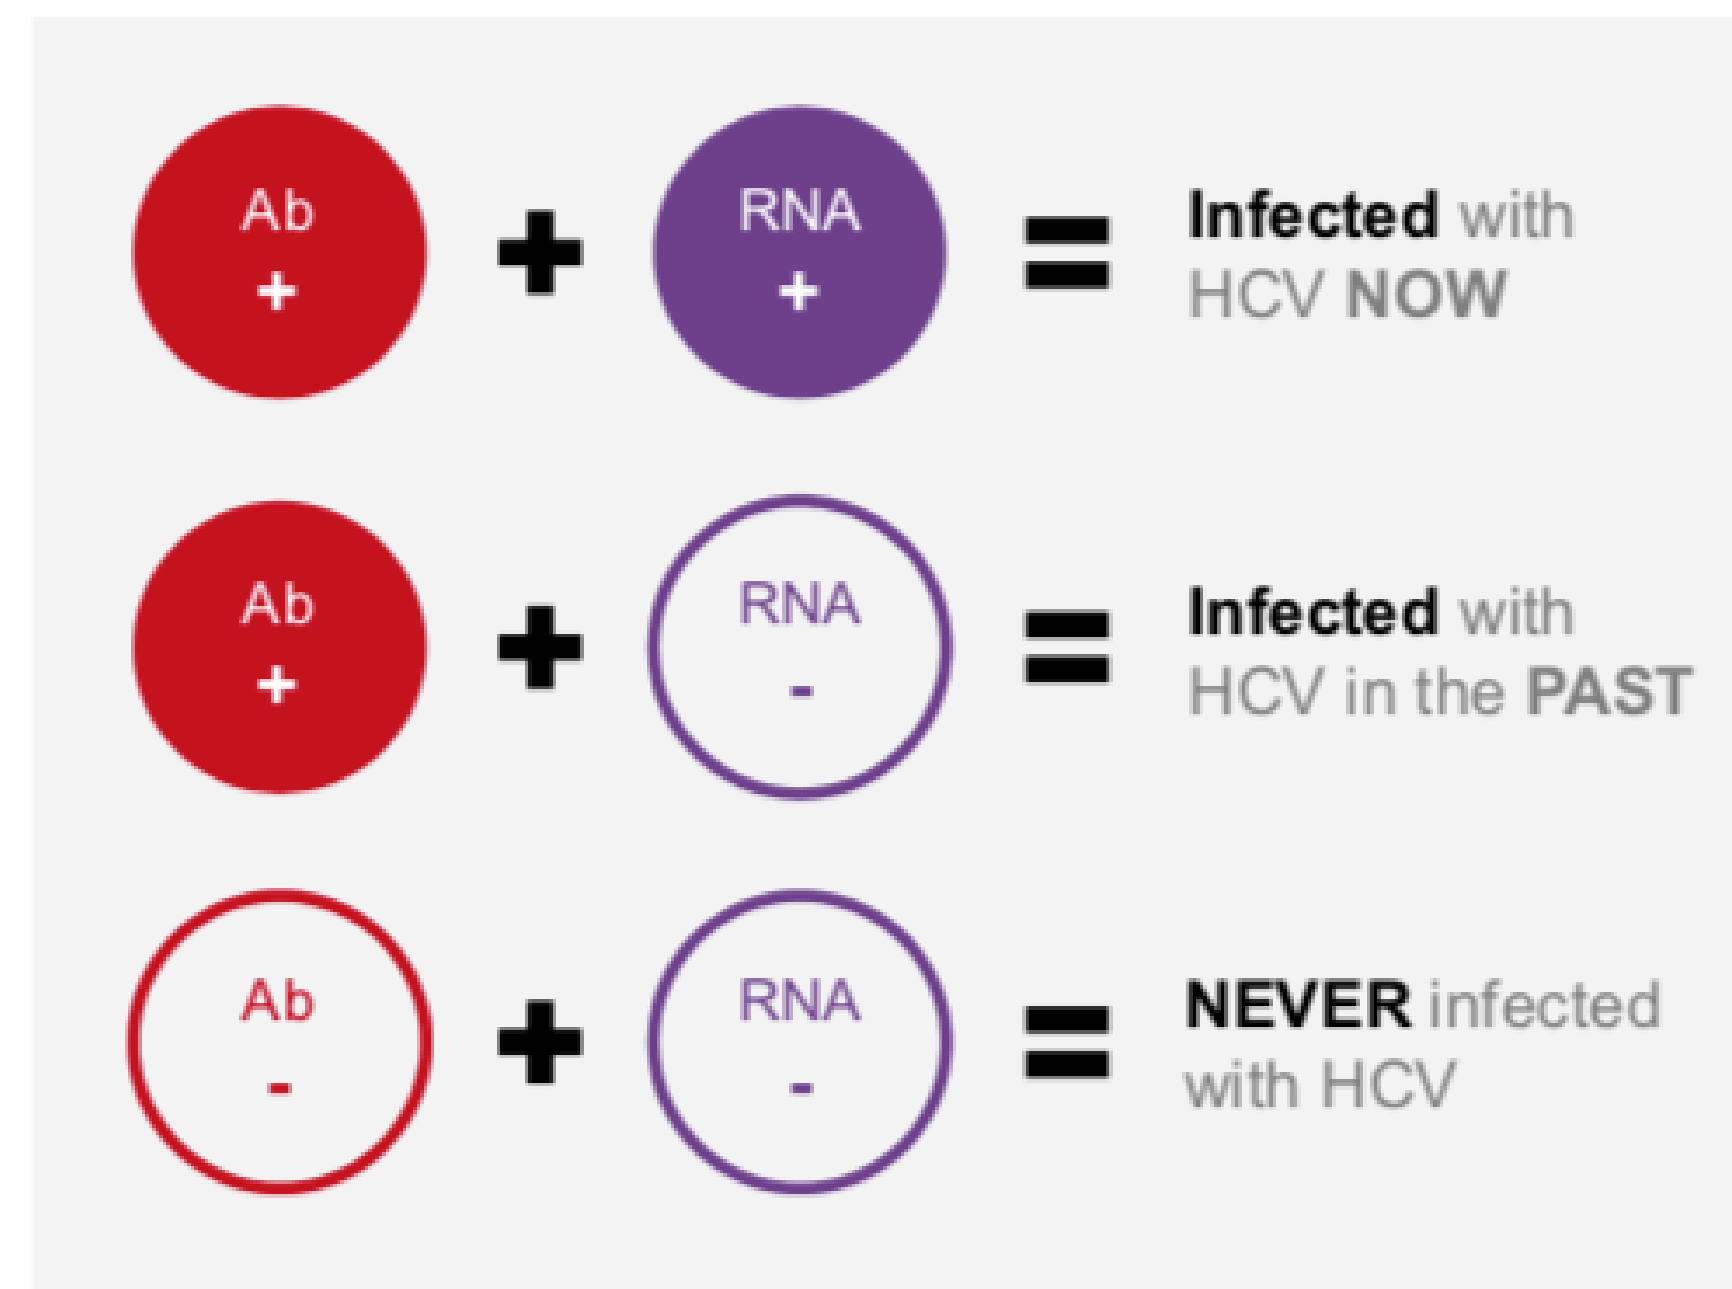 Ab
+
+
RNA
+
=
Infected with
HCV NOW
Ab
+
+
RNA
-
=
Infected with
HCV in the PAST
Ab
-
+
RNA
-
=
NEVER infected
with HCV